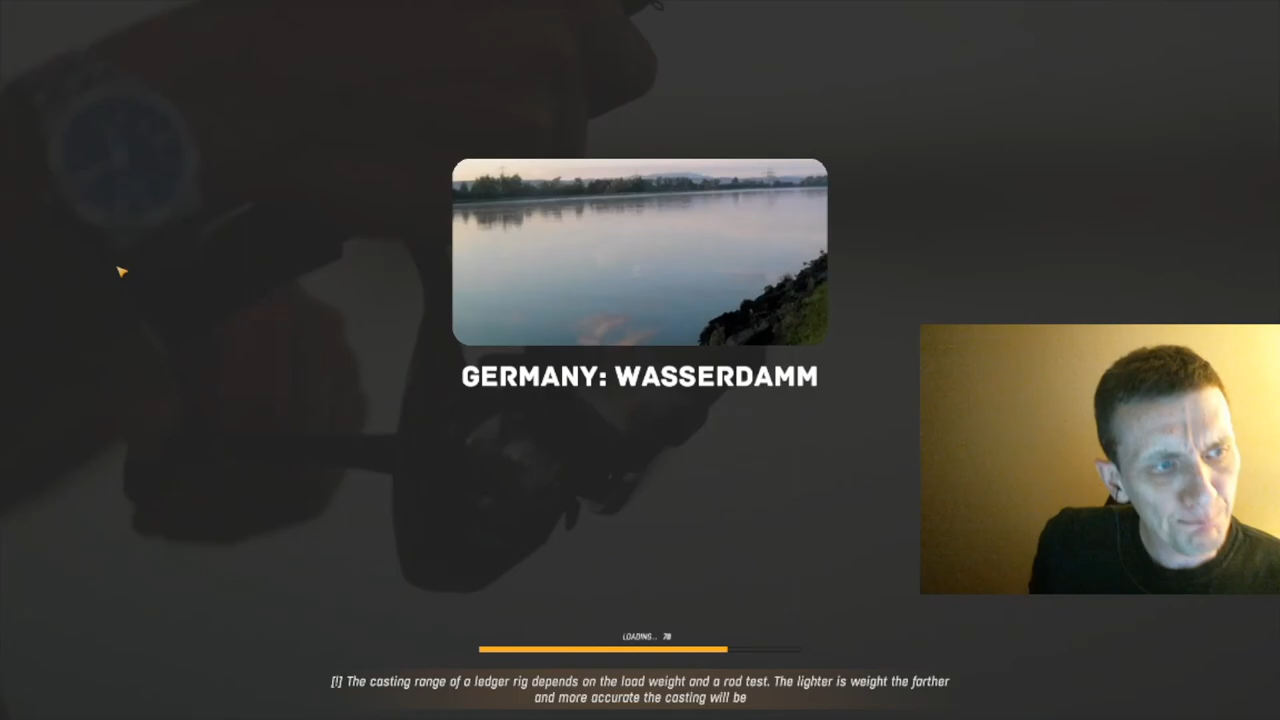 GERMANY: WASSERDAMM
LOADING... 78
[!] The casting range of a ledger rig depends on the load weight and a rod test. The lighter is weight the farther
and more accurate the casting will be